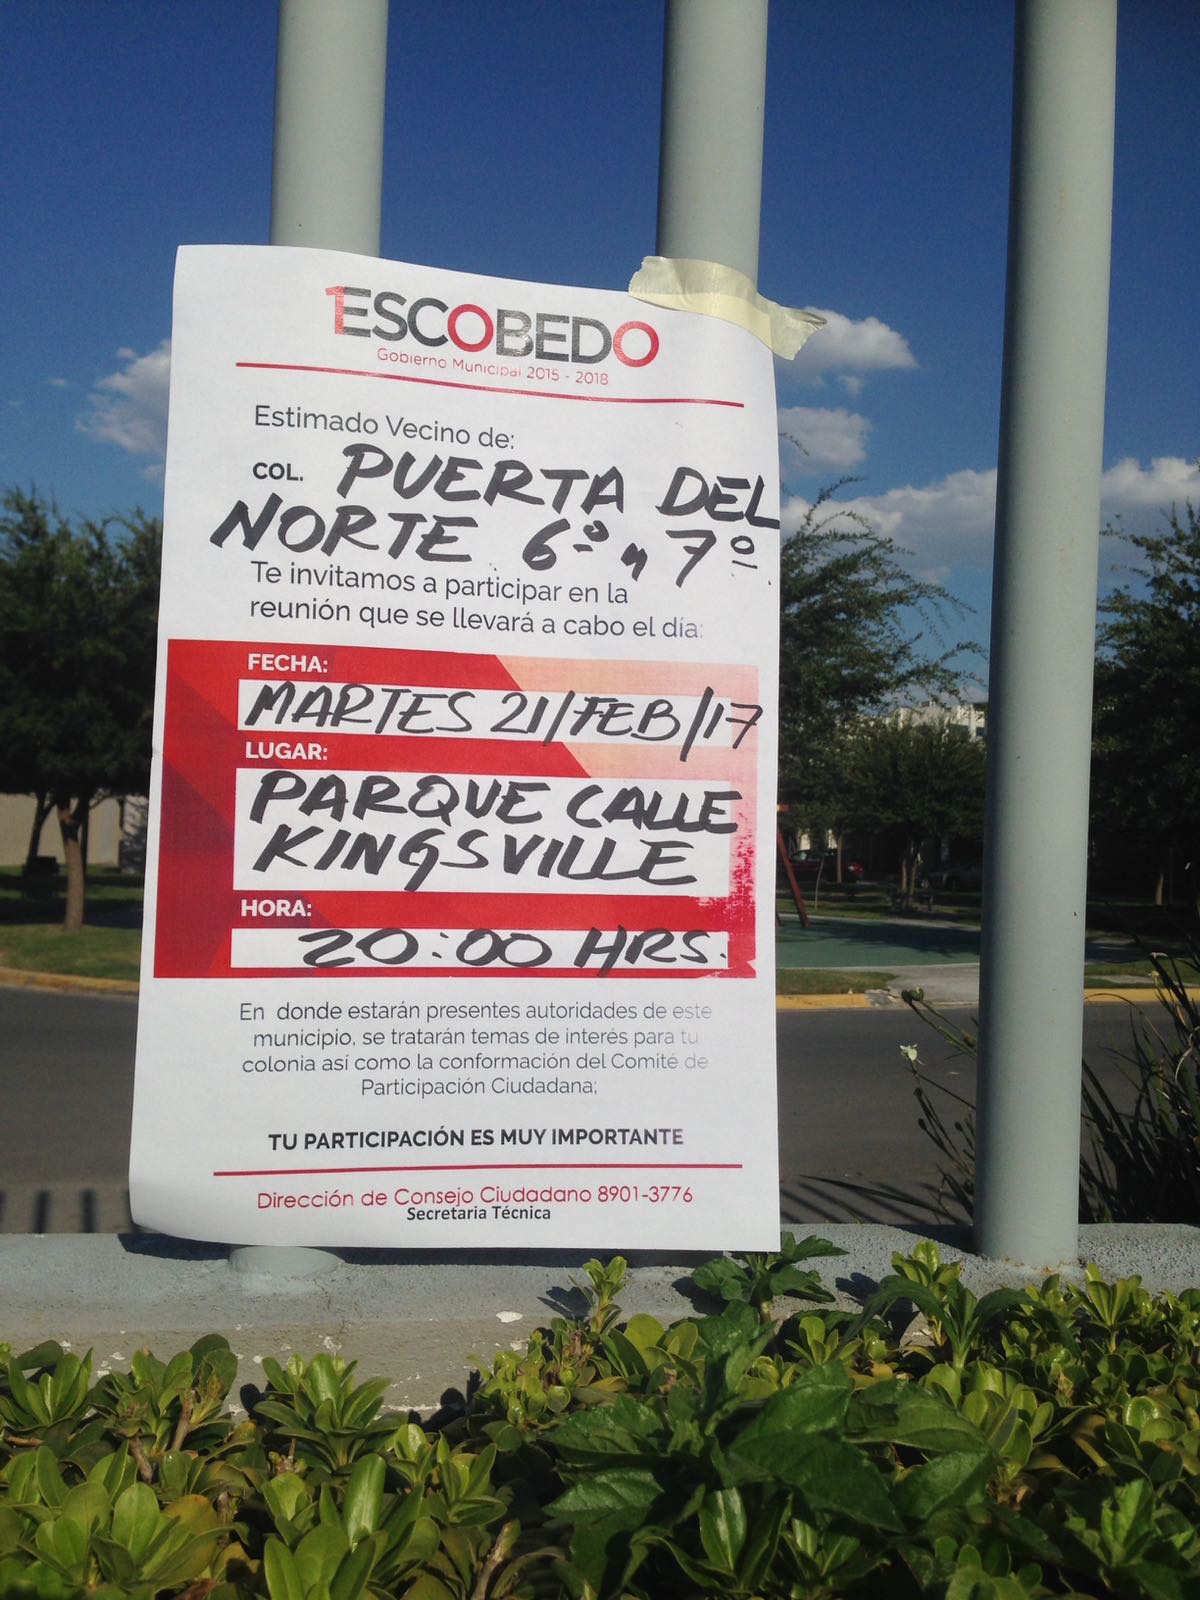 1ESCOBEDO
Gobierno Municipal 2015 - 2018
Estimado Vecino de:
COL. PUERTA DEL
NORTE 6º y 7º
Te invitamos a participar en la
reunión que se llevará a cabo el día:
FECHA:
MARTES 21/FEB/17
LUGAR:
PARQUE CALLE
KINGSVILLE
HORA:
20:00 HRS.
En donde estarán presentes autoridades de este
municipio, se tratarán temas de interés para tu
colonia así como la conformación del Comité de
Participación Ciudadana;
TU PARTICIPACIÓN ES MUY IMPORTANTE
Dirección de Consejo Ciudadano 8901-3776
Secretaria Técnica